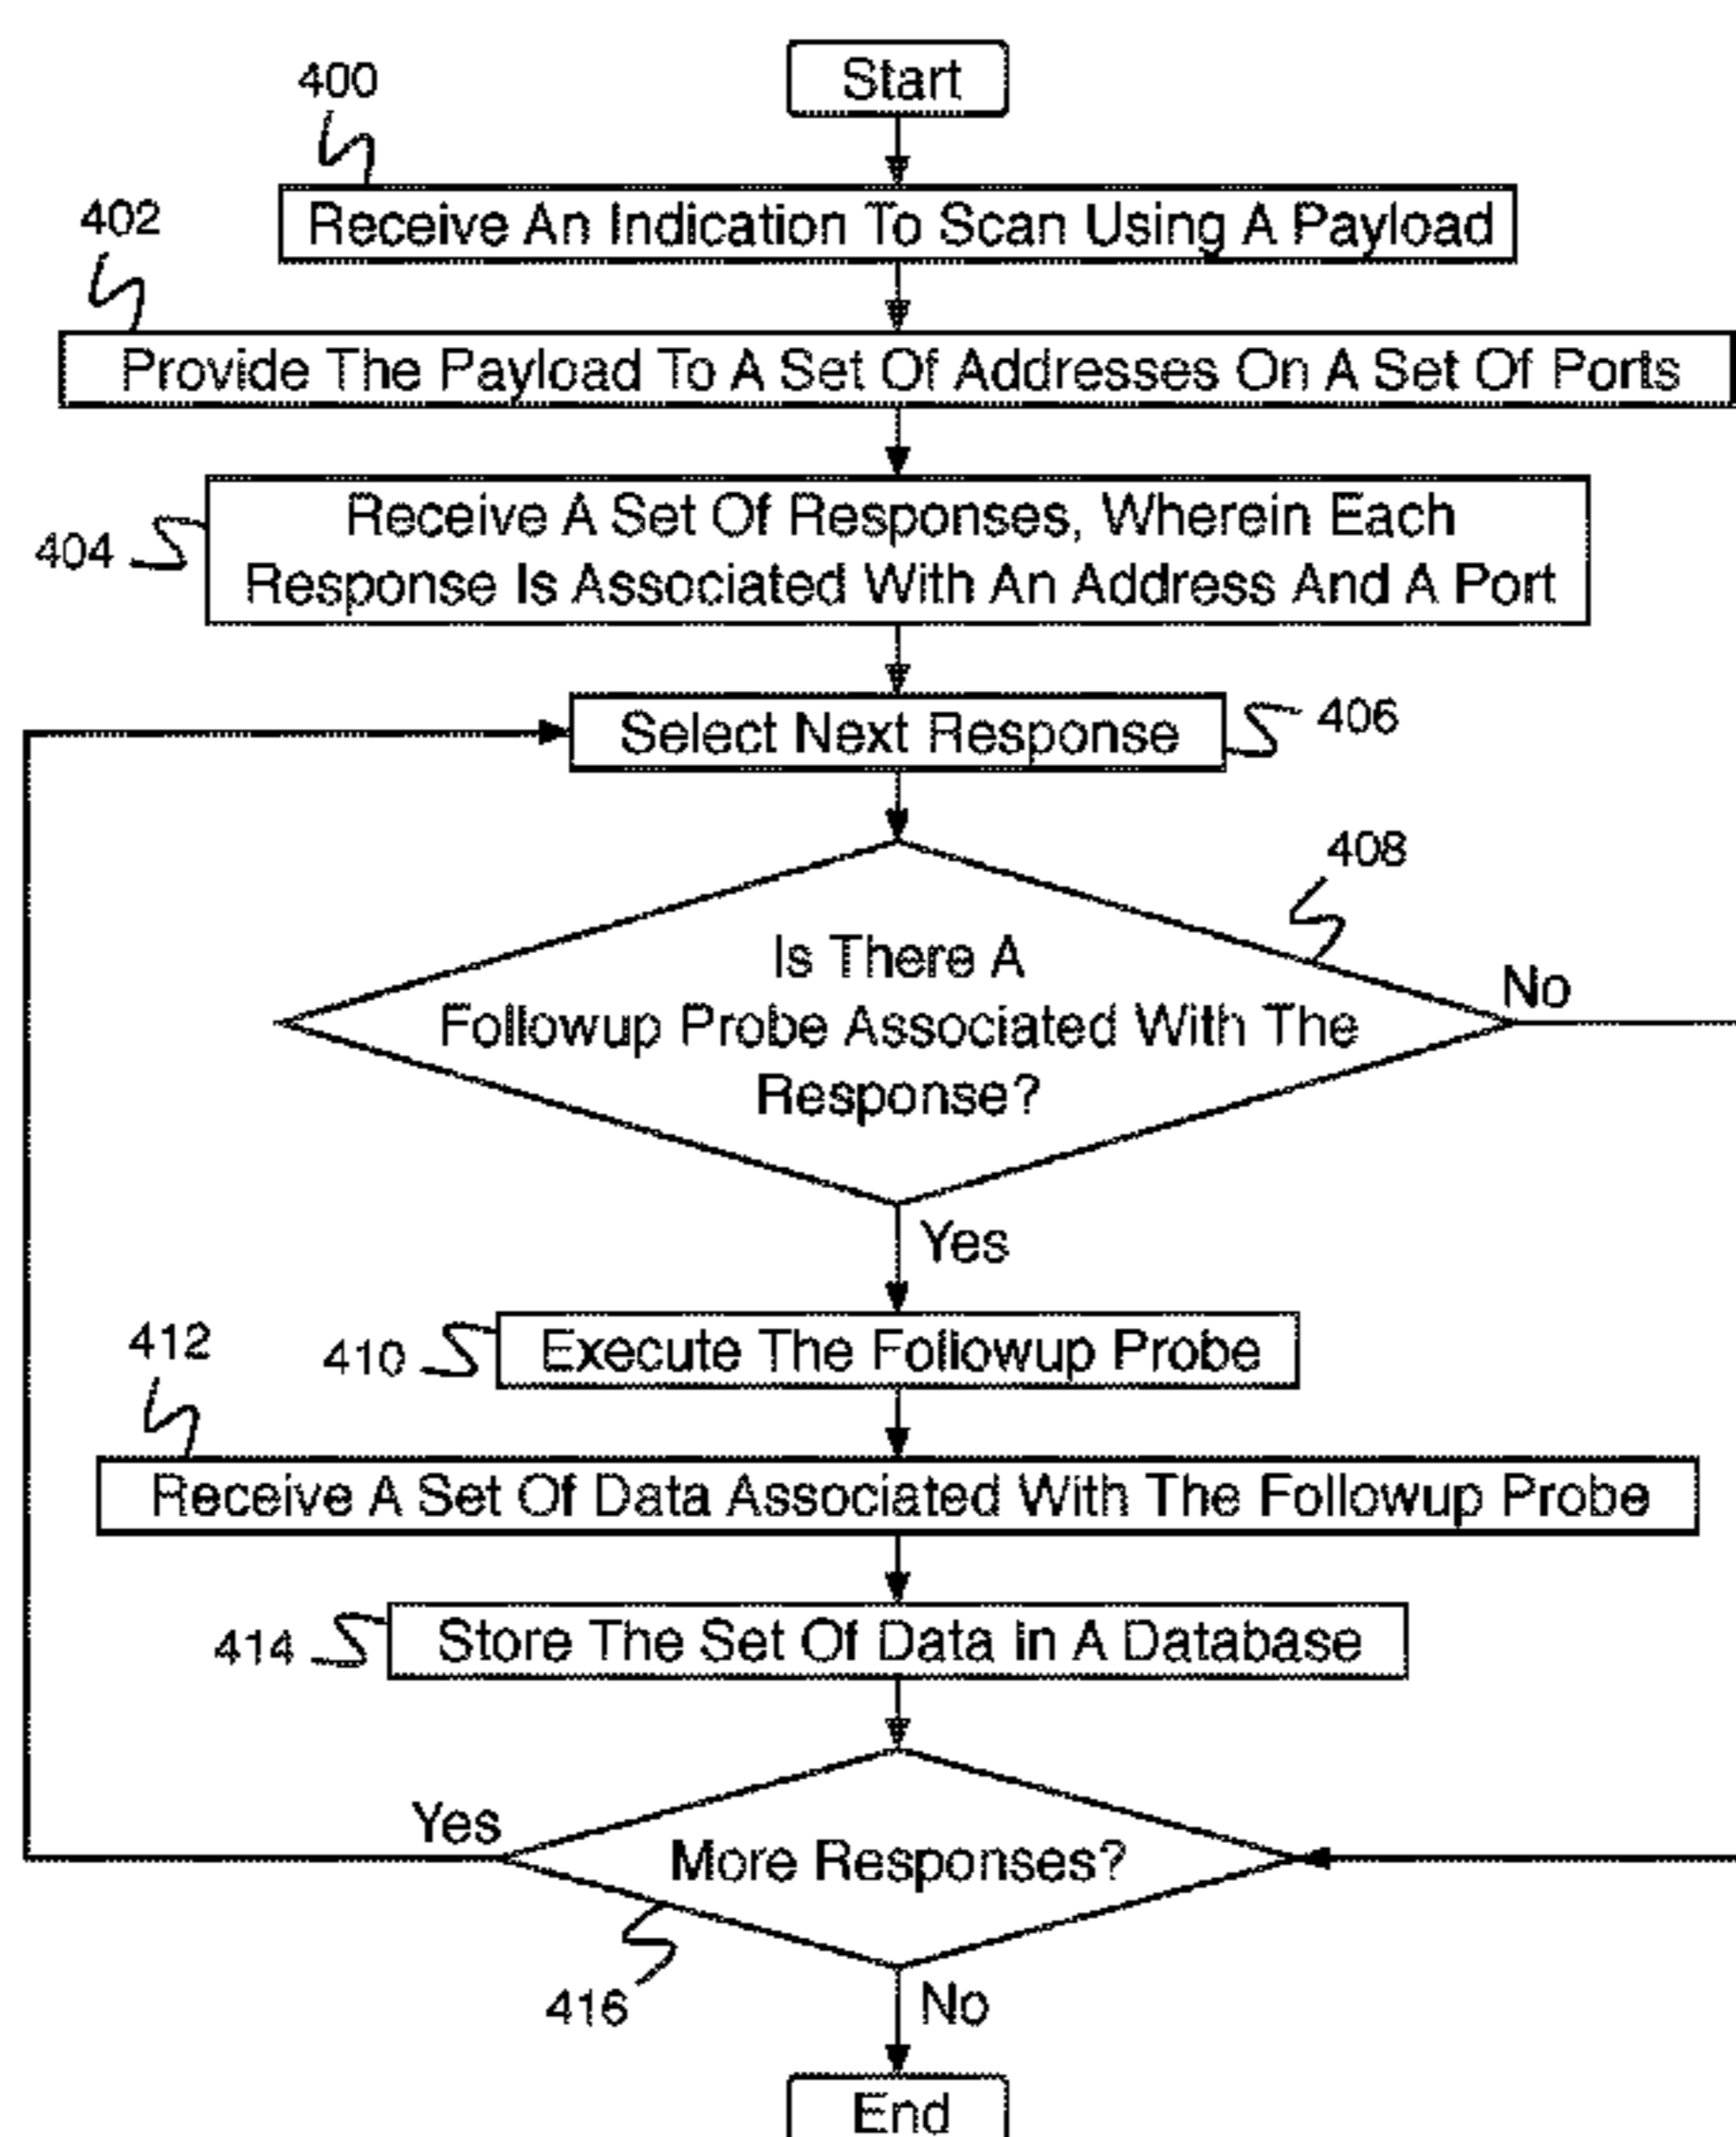 Start
400
Receive An Indication To Scan Using A Payload
402
Provide The Payload To A Set Of Addresses On A Set Of Ports
404
Receive A Set Of Responses, Wherein Each
Response Is Associated With An Address And A Port
Select Next Response
406
408
Is There A
Followup Probe Associated With The
Response?
No
Yes
410
Execute The Followup Probe
412
Receive A Set Of Data Associated With The Followup Probe
414
Store The Set Of Data In A Database
Yes
More Responses?
416
No
End